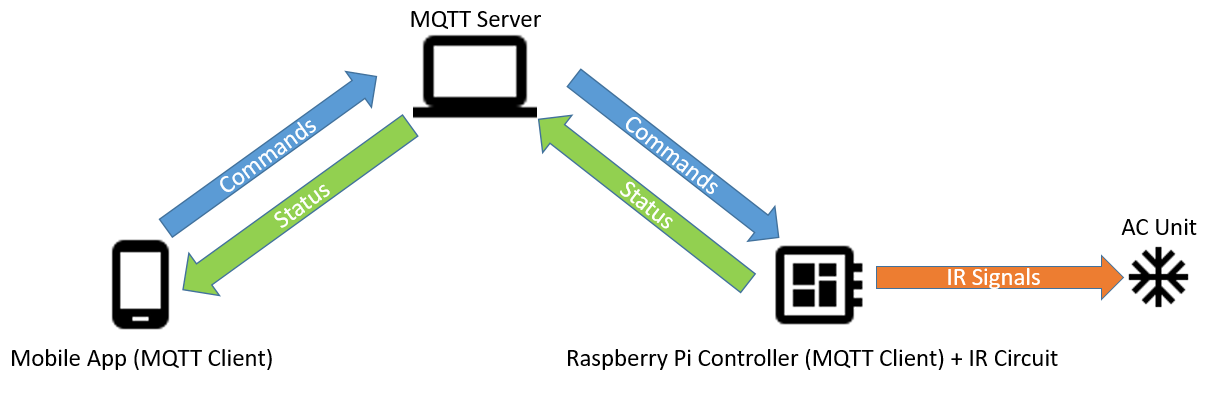 MQTT Server
Commands
Status
Commands
Status
AC Unit
IR Signals
Mobile App (MQTT Client)
Raspberry Pi Controller (MQTT Client) + IR Circuit